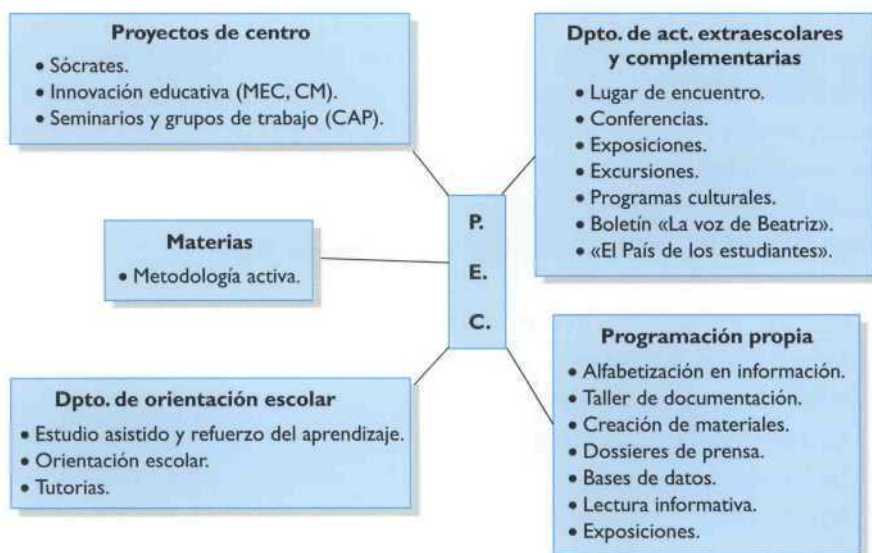 Proyectos de centro
• Sócrates.
• Innovación educativa (MEC, CM).
• Seminarios y grupos de trabajo (CAP).
Dpto. de act. extraescolares
y complementarias
• Lugar de encuentro.
• Conferencias.
• Exposiciones.
• Excursiones.
• Programas culturales.
• Boletín «La voz de Beatriz».
• «El País de los estudiantes».
P.
E.
C.
Materias
• Metodología activa.
Dpto. de orientación escolar
• Estudio asistido y refuerzo del aprendizaje.
• Orientación escolar.
• Tutorias.
Programación propia
• Alfabetización en información.
• Taller de documentación.
• Creación de materiales.
• Dossieres de prensa.
• Bases de datos.
• Lectura informativa.
• Exposiciones.